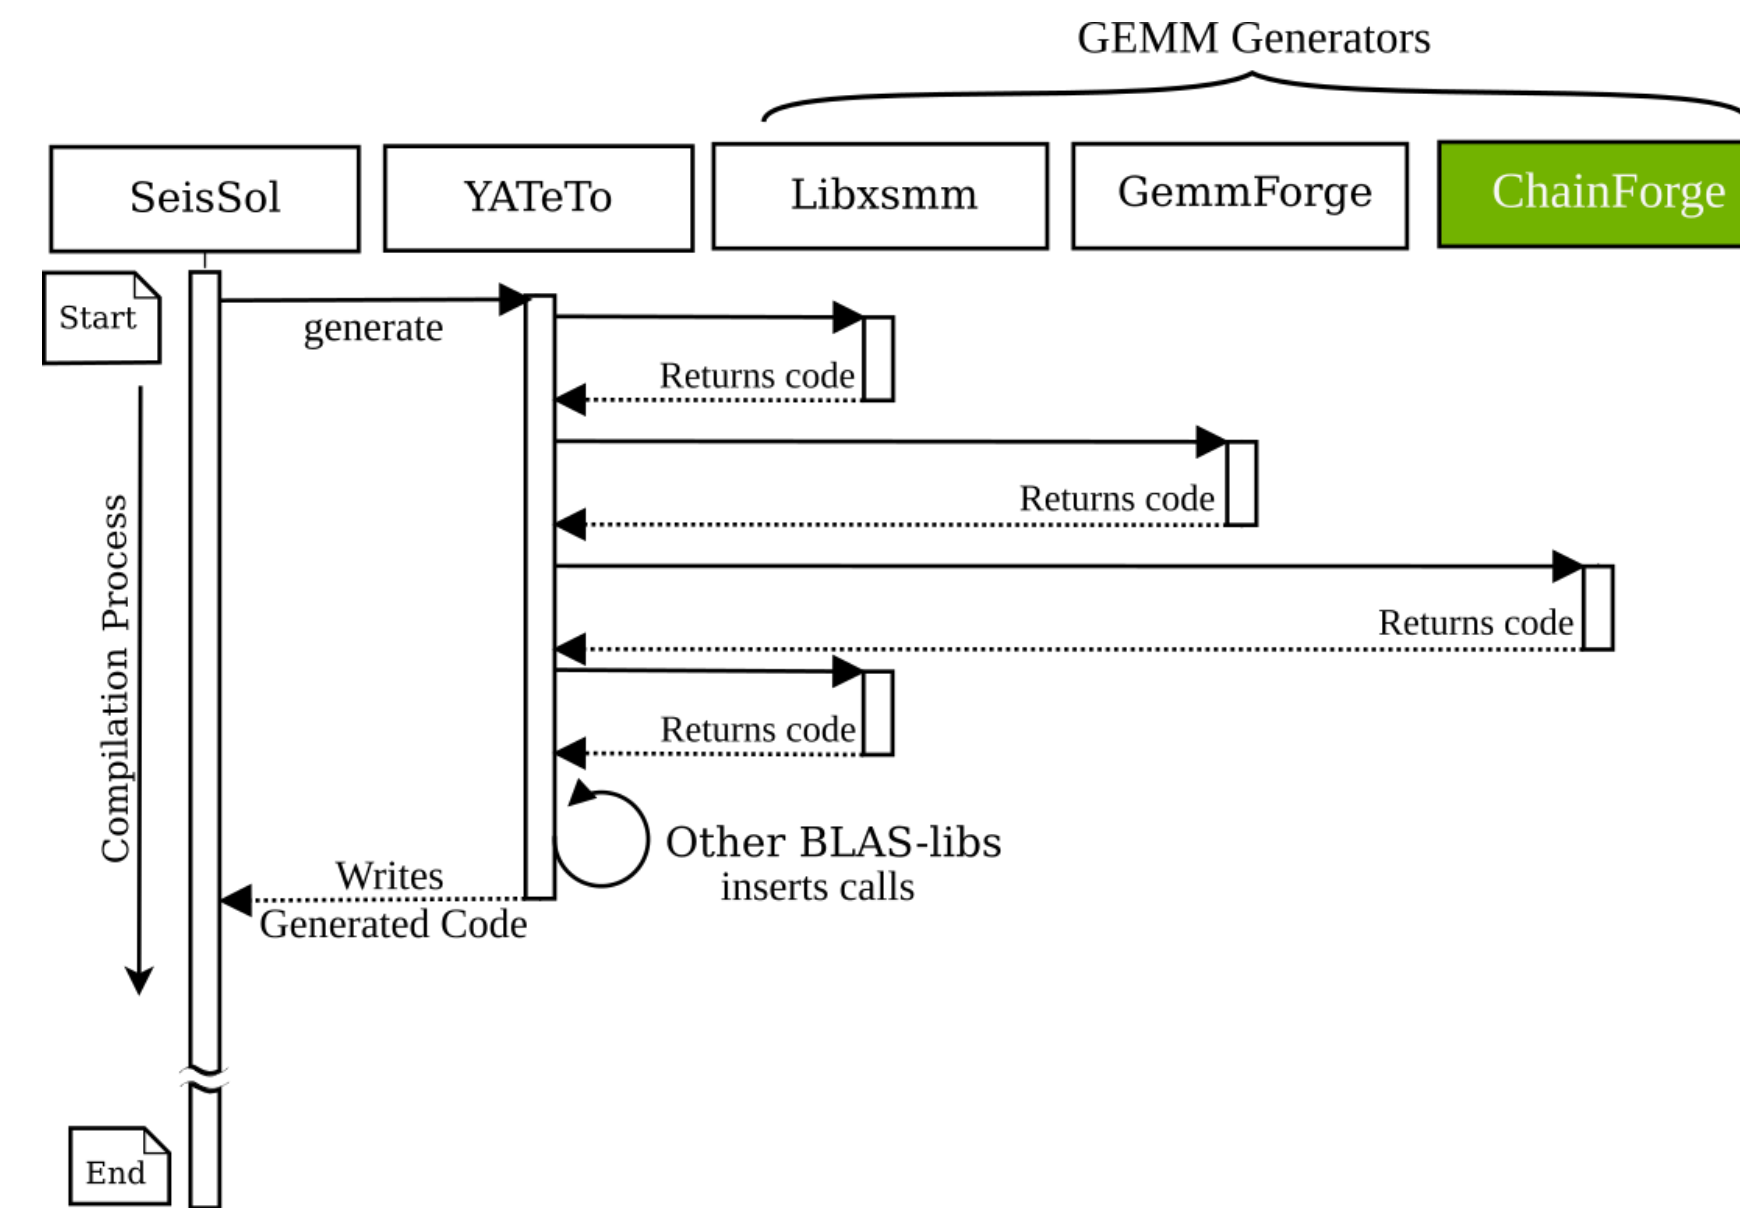 GEMM Generators
SeisSol
YATeTo
Libxsmm
GemmForge
ChainForge
Start
generate
Returns code
Returns code
Returns code
Returns code
Compilation Process
Other BLAS-libs
inserts calls
Writes
Generated Code
End